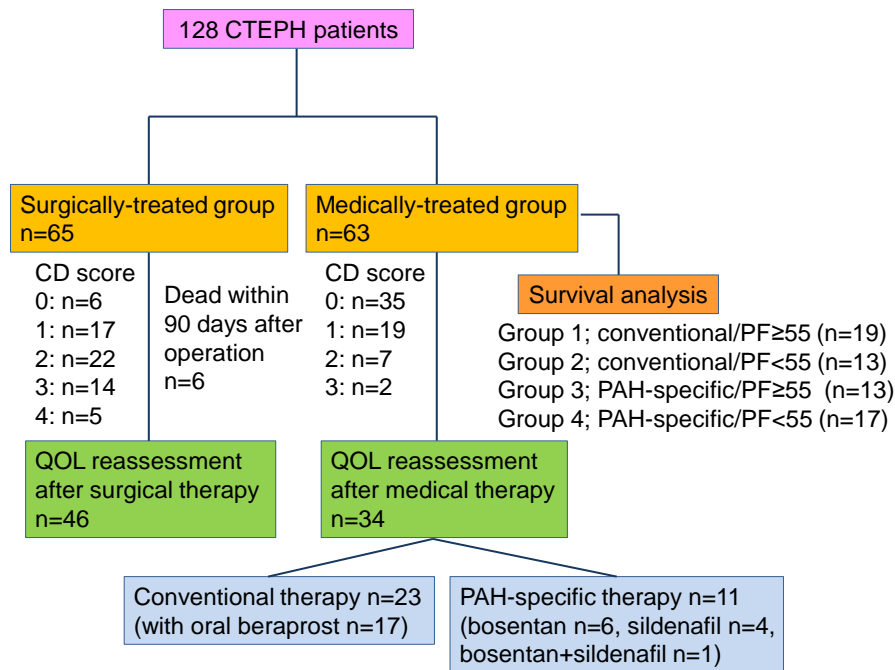 128 CTEPH patients
Surgically-treated group
n=65
Medically-treated group
n=63
CD score
0: n=6
1: n=17
2: n=22
3: n=14
4: n=5
Dead within
90 days after
operation
n=6
CD score
0: n=35
1: n=19
2: n=7
3: n=2
Survival analysis
Group 1; conventional/PF≥55 (n=19)
Group 2; conventional/PF<55 (n=13)
Group 3; PAH-specific/PF≥55 (n=13)
Group 4; PAH-specific/PF<55 (n=17)
QOL reassessment
after surgical therapy
n=46
QOL reassessment
after medical therapy
n=34
Conventional therapy n=23
(with oral beraprost n=17)
PAH-specific therapy n=11
(bosentan n=6, sildenafil n=4,
bosentan+sildenafil n=1)